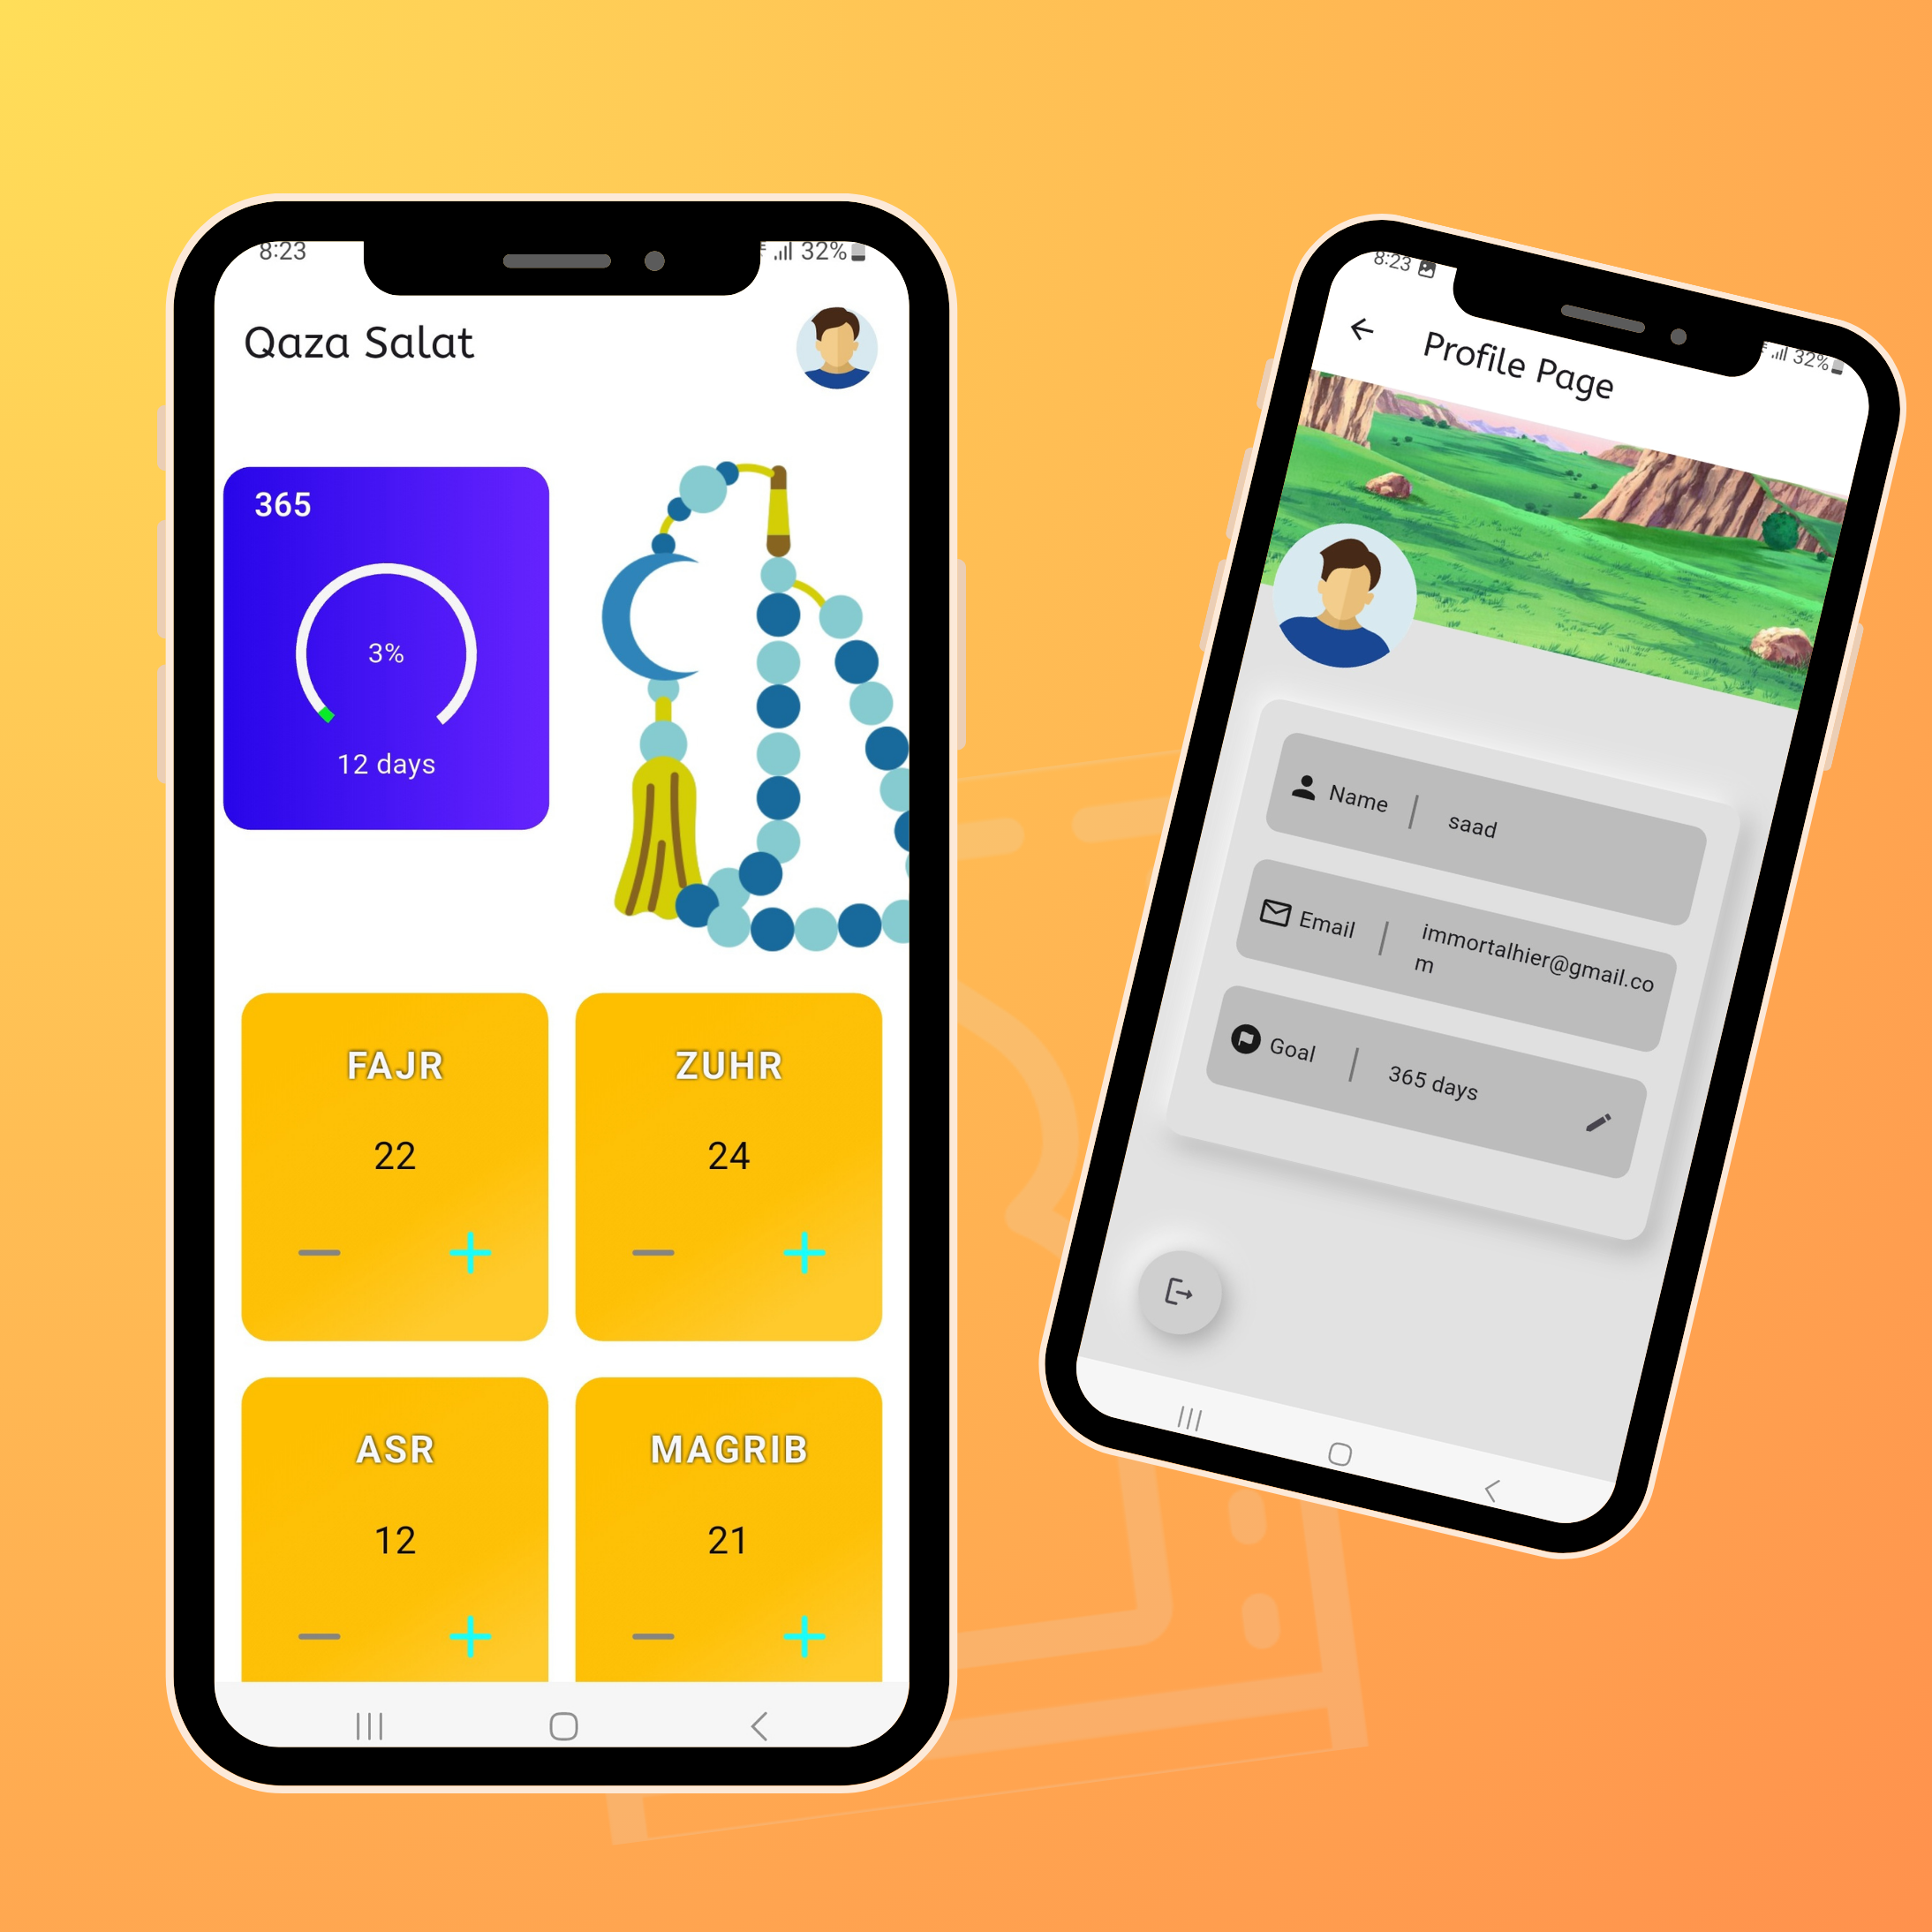 8:23
32%
Qaza Salat
365
3%
12 days
FAJR
22
ZUHR
24
ASR
12
MAGRIB
21
8:23
32%
Profile Page
Name
saad
Email
immortalhier@gmail.co
m
Goal
365 days